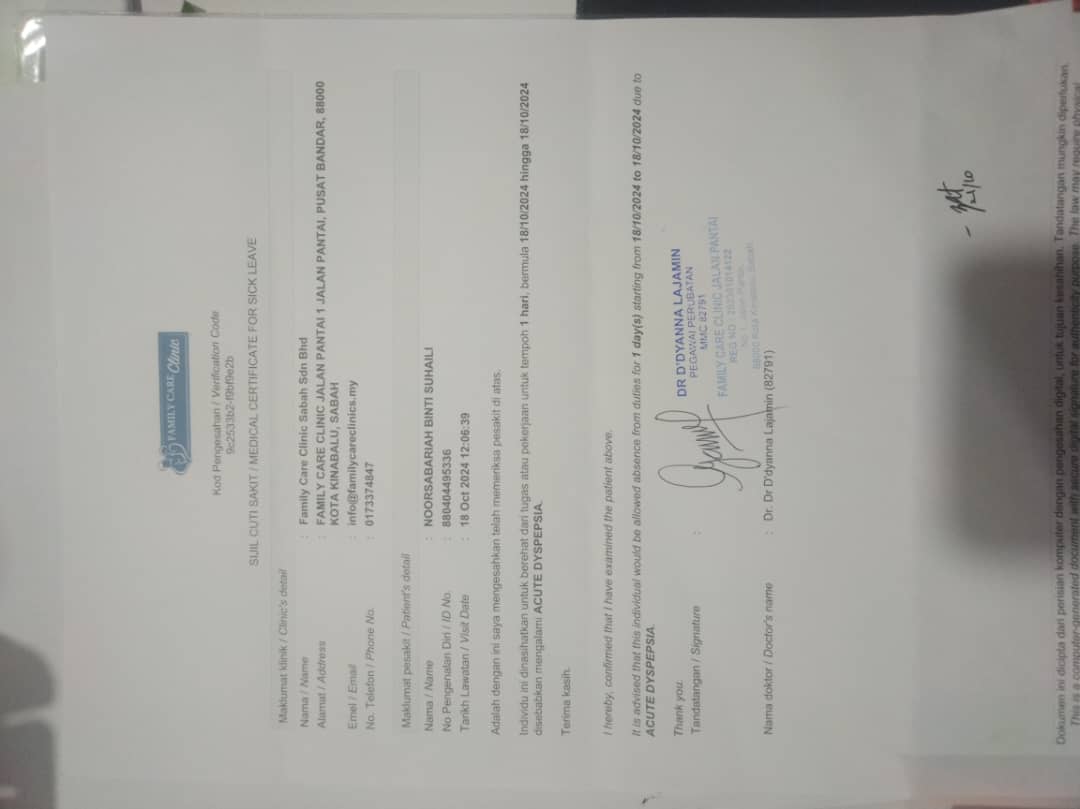 FAMILY CARE Clinic
Kod Pengesahan / Verification Code
9c2533b2-f9bf9e2b
SIJIL CUTI SAKIT / MEDICAL CERTIFICATE FOR SICK LEAVE
Maklumat klinik / Clinic's detail
Nama / Name : Family Care Clinic Sabah Sdn Bhd
Alamat / Address : FAMILY CARE CLINIC JALAN PANTAI 1 JALAN PANTAI, PUSAT BANDAR, 88000
KOTA KINABALU, SABAH
Emel / Email : info@familycareclinics.my
No. Telefon / Phone No. : 0173374847
Maklumat pesakit / Patient's detail
Nama / Name : NOORSABARIAH BINTI SUHAILI
No Pengenalan Diri / ID No. : 880404495336
Tarikh Lawatan / Visit Date : 18 Oct 2024 12:06:39
Adalah dengan ini saya mengesahkan telah memeriksa pesakit di atas.
Individu ini dinasihatkan untuk berehat dari tugas atau pekerjaan untuk tempoh 1 hari, bermula 18/10/2024 hingga 18/10/2024
disebabkan mengalami ACUTE DYSPEPSIA.
Terima kasih.
I hereby, confirmed that I have examined the patient above.
It is advised that this individual would be allowed absence from duties for 1 day(s) starting from 18/10/2024 to 18/10/2024 due to
ACUTE DYSPEPSIA.
Thank you.
Tandatangan / Signature :
DR D'DYANNA LAJAMIN
PEGAWAI PERUBATAN
MMC 82791
FAMILY CARE CLINIC JALAN PANTAI
REG NO :
No 1, Jalan Pantai,
88000 Kota Kinabalu, Sabah
Nama doktor / Doctor's name : Dr. Dr D'dyanna Lajamin (82791)
21/10
Dokumen ini dicipta dari perisian komputer dengan pengesahan digital, untuk tujuan kesahihan. Tandatangan mungkin diperlukan.
This is a computer-generated document with secure digital signature for authenticity purpose. The law may require physical